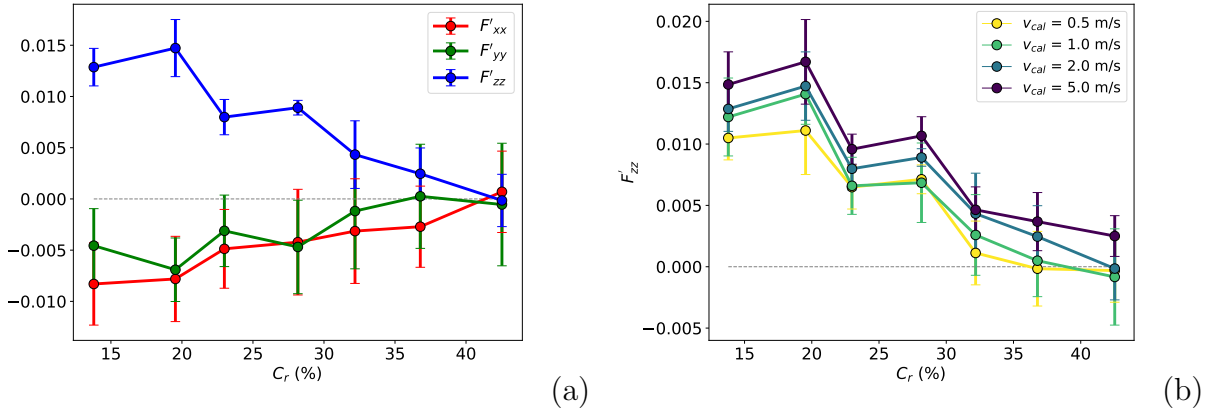 0.015
0.010
0.005
0.000
−0.005
−0.010
15 20 25 30 35 40
C_r (%)
F′_xx
F′_yy
F′_zz
(a)
0.020
0.015
0.010
0.005
0.000
−0.005
F′_zz
15 20 25 30 35 40
C_r (%)
v_cal = 0.5 m/s
v_cal = 1.0 m/s
v_cal = 2.0 m/s
v_cal = 5.0 m/s
(b)